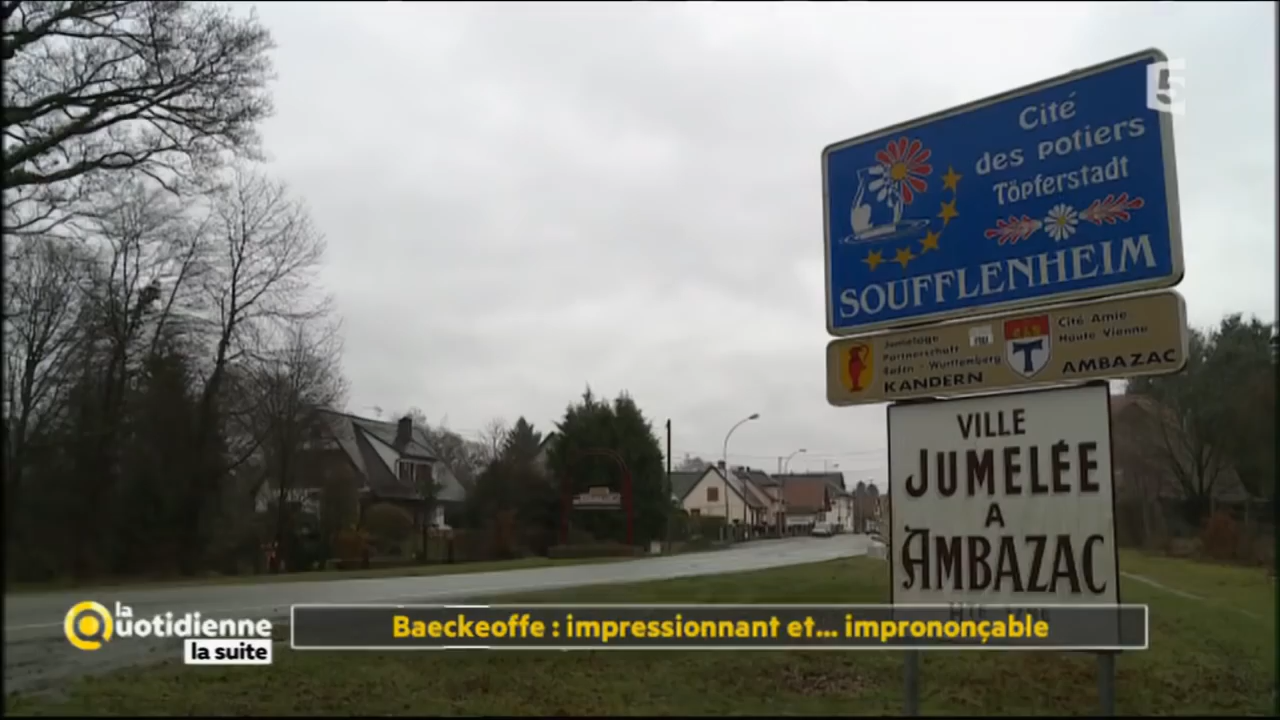 5
Cité
des potiers
Töpferstadt
SOUFFLENHEIM
Jumelage
Partnerschaft
Baden - Wurttemberg
KANDERN
Cité Amie
Haute Vienne
AMBAZAC
VILLE
JUMELÉE
A
AMBAZAC
la Quotidienne
la suite
Baeckeoffe : impressionnant et... imprononçable